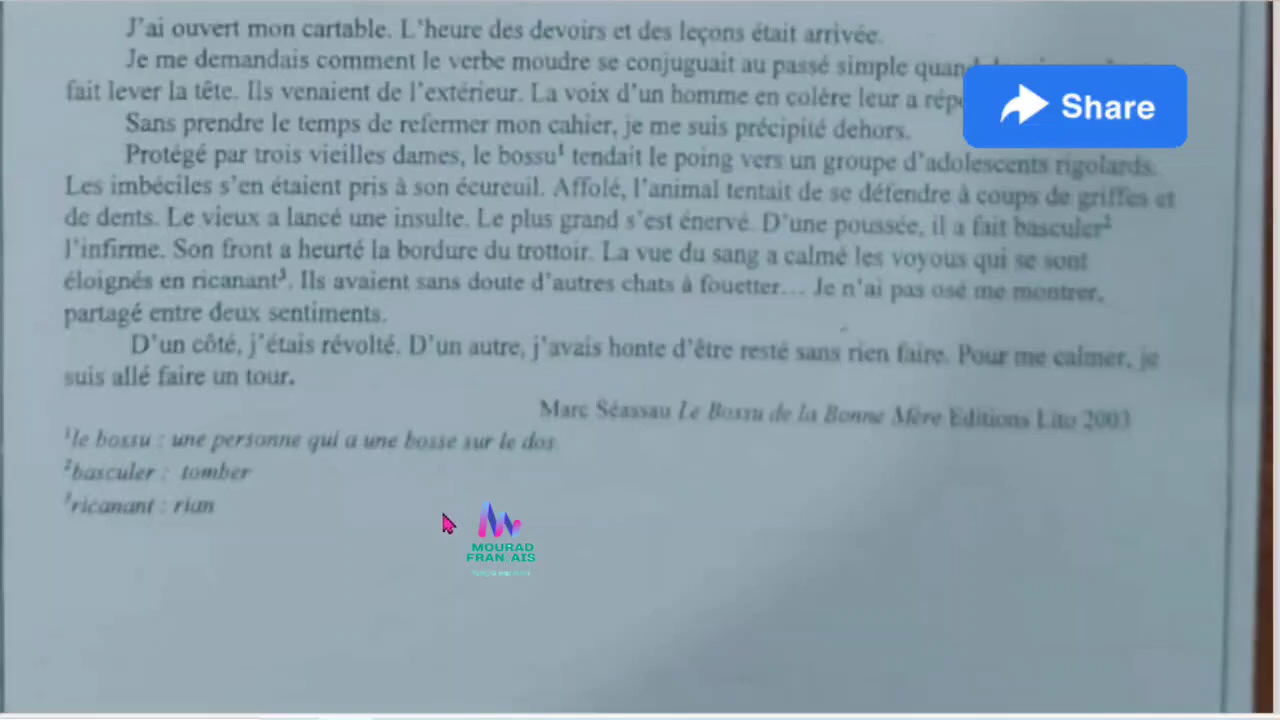 J'ai ouvert mon cartable. L'heure des devoirs et des leçons était arrivée.
Je me demandais comment le verbe moudre se conjuguait au passé simple
Share
fait lever la tête. Ils venaient de l'extérieur. La voix d'un homme en colère leur a
Sans prendre le temps de refermer mon cahier, je me suis précipité dehors.
Protégé par trois vieilles dames, le bossu¹ tendait le poing vers un groupe d'adolescents rigolards.
Les imbéciles s'en étaient pris à son écureuil. Affolé, l'animal tentait de se défendre à coups de griffes et
de dents. Le vieux a lancé une insulte. Le plus grand s'est énervé. D'une poussée, il a fait basculer²
l'infirme. Son front a heurté la bordure du trottoir. La vue du sang a calmé les voyous qui se sont
éloignés en ricanant³. Ils avaient sans doute d'autres chats à fouetter… Je n'ai pas osé me montrer,
partagé entre deux sentiments.
D'un côté, j'étais révolté. D'un autre, j'avais honte d'être resté sans rien faire. Pour me calmer, je
suis allé faire un tour.
Marc Séassau Le Bossu de la Bonne Mère Editions Lito 2003
¹le bossu : une personne qui a une bosse sur le dos
²basculer : tomber
³ricanant : rian
MOURAD
FRAN AIS